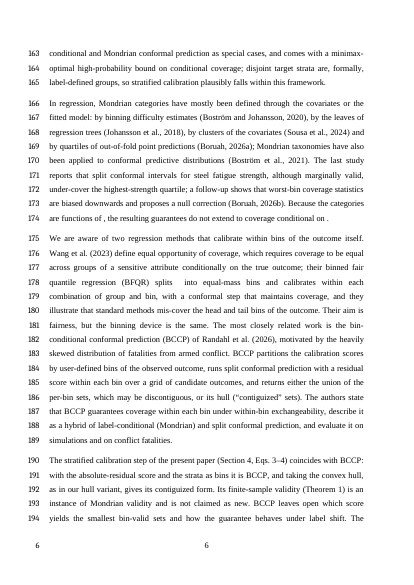 163 conditional and Mondrian conformal prediction as special cases, and comes with a minimax-
164 optimal high-probability bound on conditional coverage; disjoint target strata are, formally,
165 label-defined groups, so stratified calibration plausibly falls within this framework.
166 In regression, Mondrian categories have mostly been defined through the covariates or the
167 fitted model: by binning difficulty estimates (Boström and Johansson, 2020), by the leaves of
168 regression trees (Johansson et al., 2018), by clusters of the covariates (Sousa et al., 2024) and
169 by quartiles of out-of-fold point predictions (Boruah, 2026a); Mondrian taxonomies have also
170 been applied to conformal predictive distributions (Boström et al., 2021). The last study
171 reports that split conformal intervals for steel fatigue strength, although marginally valid,
172 under-cover the highest-strength quartile; a follow-up shows that worst-bin coverage statistics
173 are biased downwards and proposes a null correction (Boruah, 2026b). Because the categories
174 are functions of , the resulting guarantees do not extend to coverage conditional on .
175 We are aware of two regression methods that calibrate within bins of the outcome itself.
176 Wang et al. (2023) define equal opportunity of coverage, which requires coverage to be equal
177 across groups of a sensitive attribute conditionally on the true outcome; their binned fair
178 quantile regression (BFQR) splits into equal-mass bins and calibrates within each
179 combination of group and bin, with a conformal step that maintains coverage, and they
180 illustrate that standard methods mis-cover the head and tail bins of the outcome. Their aim is
181 fairness, but the binning device is the same. The most closely related work is the bin-
182 conditional conformal prediction (BCCP) of Randahl et al. (2026), motivated by the heavily
183 skewed distribution of fatalities from armed conflict. BCCP partitions the calibration scores
184 by user-defined bins of the observed outcome, runs split conformal prediction with a residual
185 score within each bin over a grid of candidate outcomes, and returns either the union of the
186 per-bin sets, which may be discontiguous, or its hull (“contiguized” sets). The authors state
187 that BCCP guarantees coverage within each bin under within-bin exchangeability, describe it
188 as a hybrid of label-conditional (Mondrian) and split conformal prediction, and evaluate it on
189 simulations and on conflict fatalities.
190 The stratified calibration step of the present paper (Section 4, Eqs. 3–4) coincides with BCCP:
191 with the absolute-residual score and the strata as bins it is BCCP, and taking the convex hull,
192 as in our hull variant, gives its contiguized form. Its finite-sample validity (Theorem 1) is an
193 instance of Mondrian validity and is not claimed as new. BCCP leaves open which score
194 yields the smallest bin-valid sets and how the guarantee behaves under label shift. The
6 6